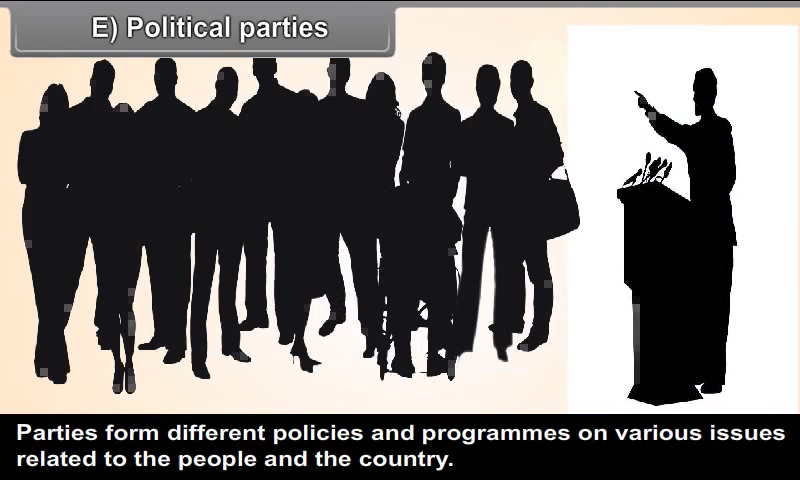 E) Political parties
Parties form different policies and programmes on various issues
related to the people and the country.